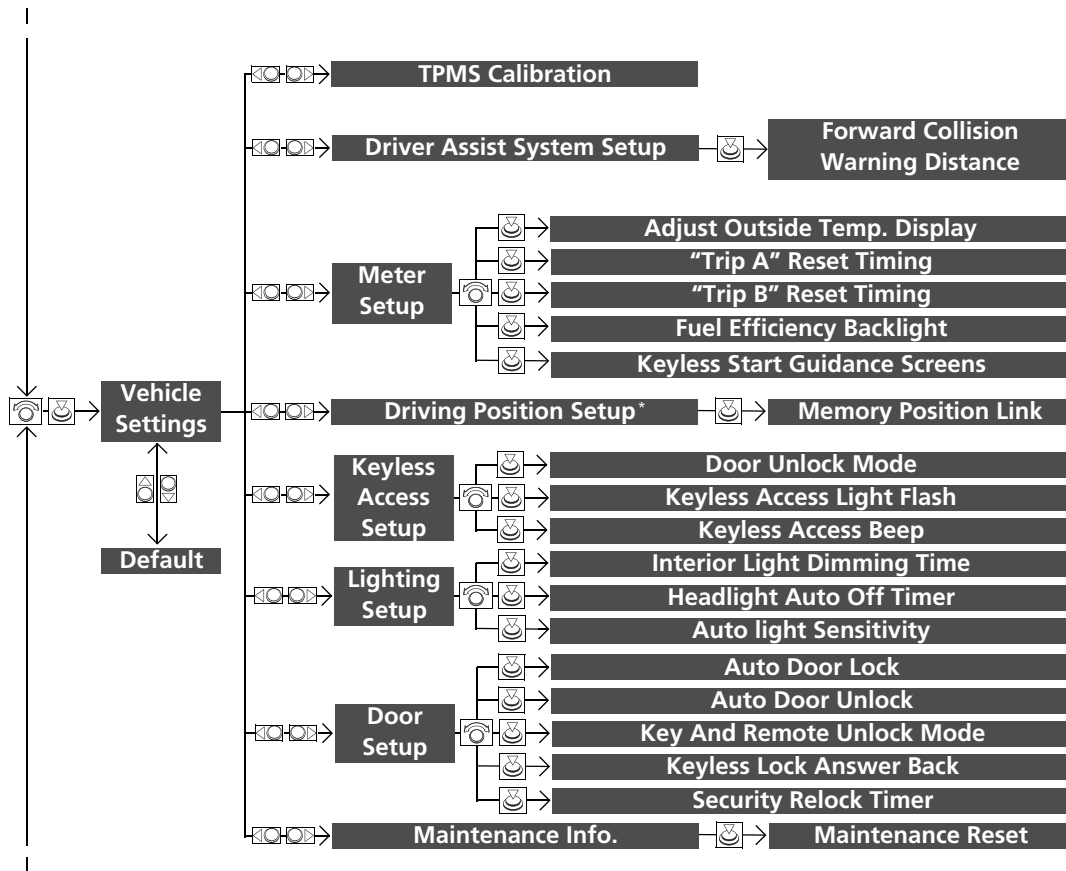 TPMS Calibration
Driver Assist System Setup
Forward Collision
Warning Distance
Meter
Setup
Adjust Outside Temp. Display
“Trip A” Reset Timing
“Trip B” Reset Timing
Fuel Efficiency Backlight
Keyless Start Guidance Screens
Vehicle
Settings
Default
Driving Position Setup*
Memory Position Link
Keyless
Access
Setup
Door Unlock Mode
Keyless Access Light Flash
Keyless Access Beep
Lighting
Setup
Interior Light Dimming Time
Headlight Auto Off Timer
Auto light Sensitivity
Door
Setup
Auto Door Lock
Auto Door Unlock
Key And Remote Unlock Mode
Keyless Lock Answer Back
Security Relock Timer
Maintenance Info.
Maintenance Reset